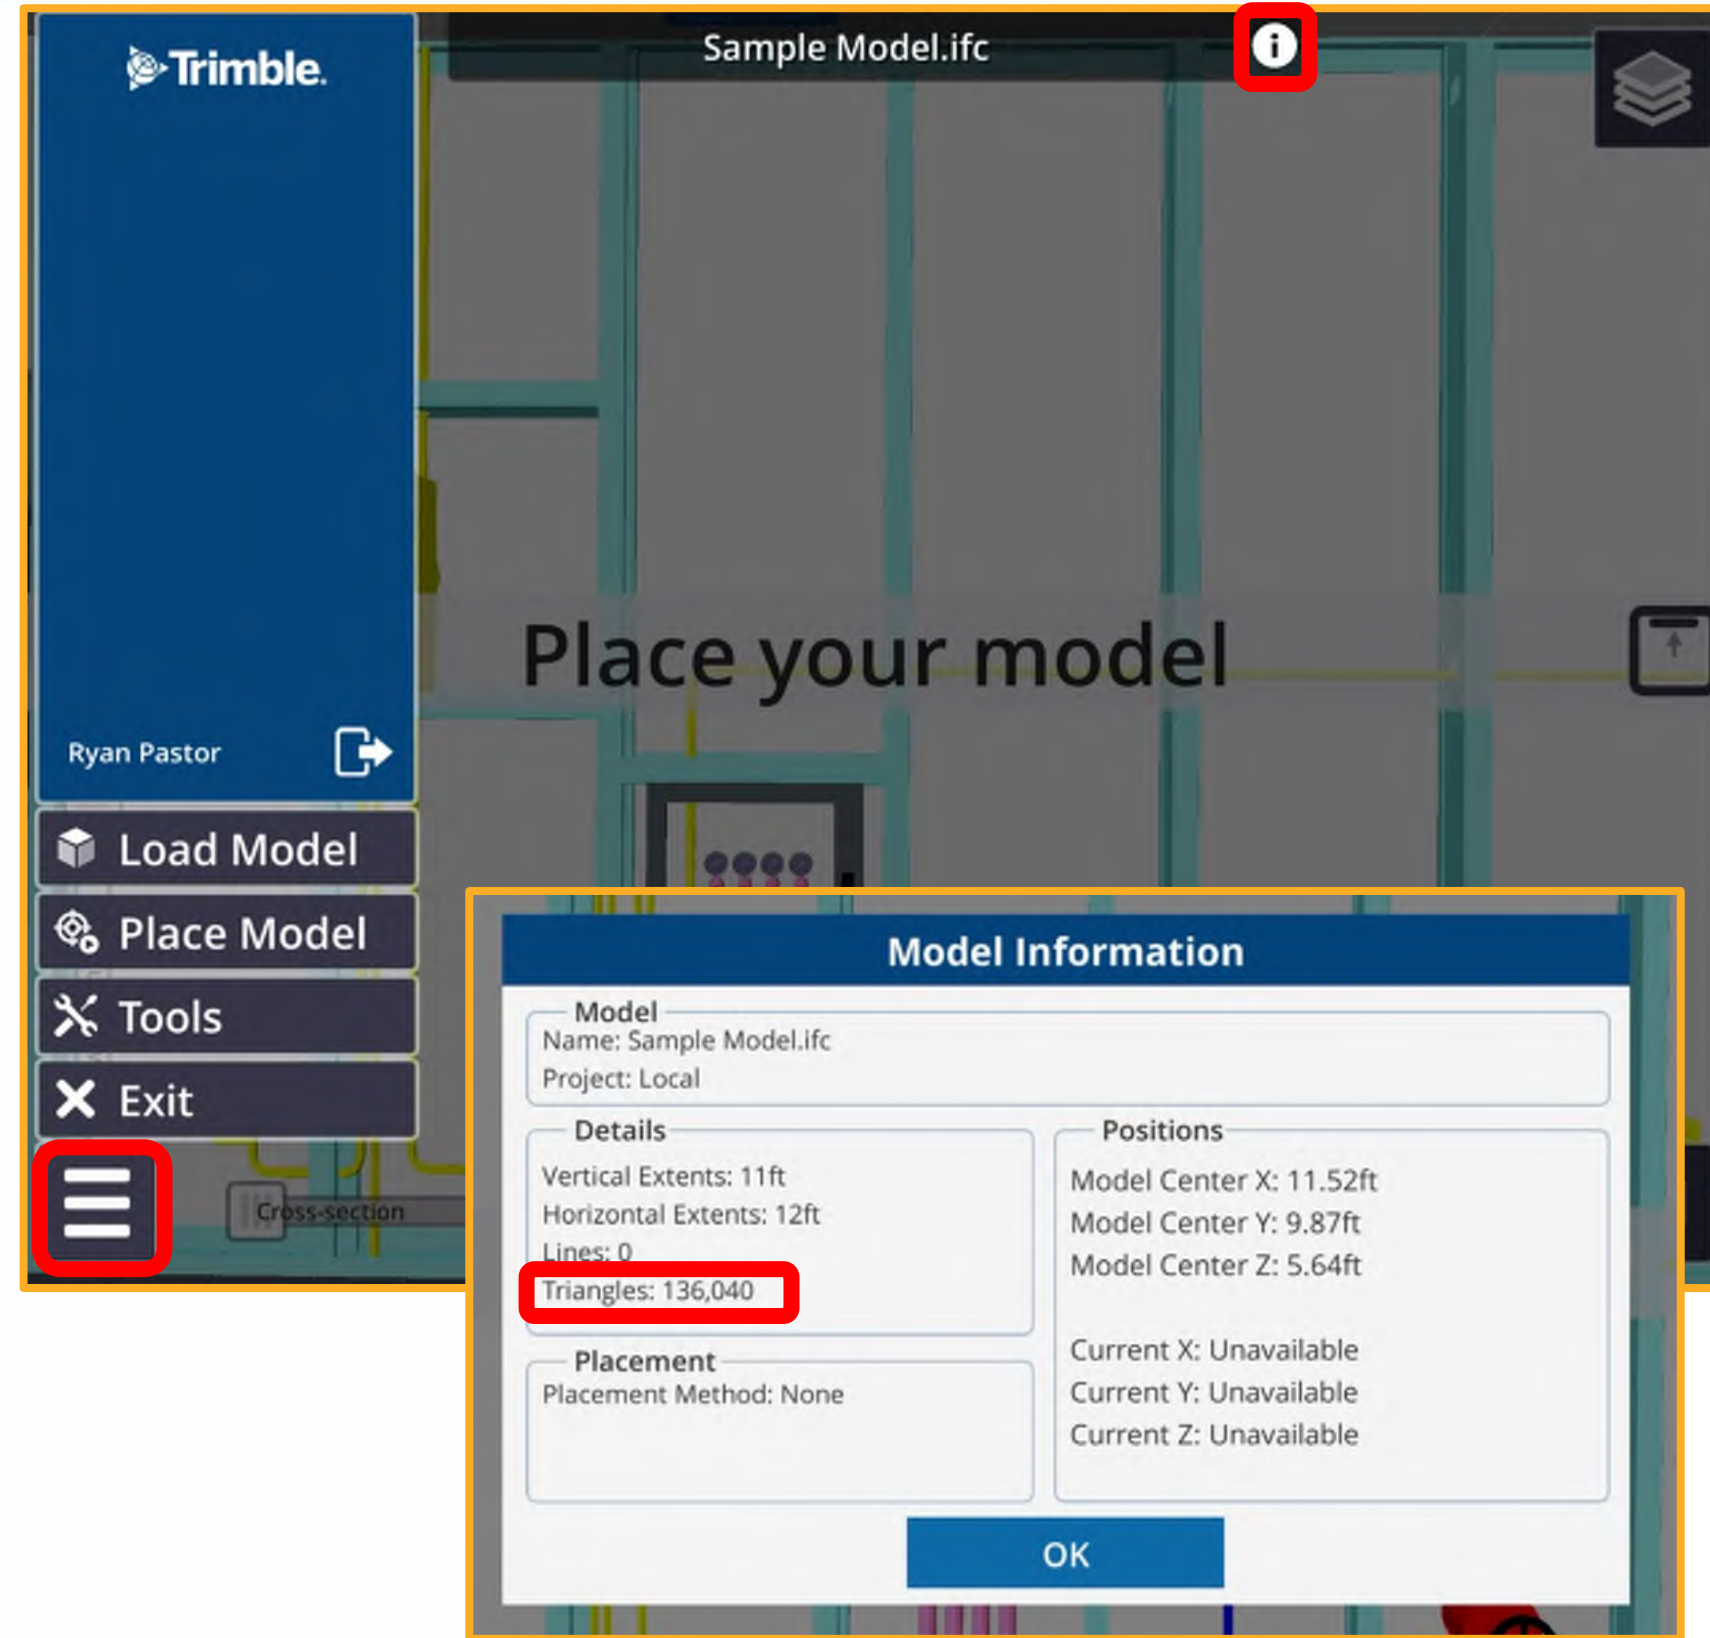 Trimble.
Sample Model.ifc
Place your model
Ryan Pastor
Load Model
Place Model
Tools
Exit
Cross-section
Model Information
Model
Name: Sample Model.ifc
Project: Local
Details
Vertical Extents: 11ft
Horizontal Extents: 12ft
Lines: 0
Triangles: 136,040
Placement
Placement Method: None
Positions
Model Center X: 11.52ft
Model Center Y: 9.87ft
Model Center Z: 5.64ft
Current X: Unavailable
Current Y: Unavailable
Current Z: Unavailable
OK